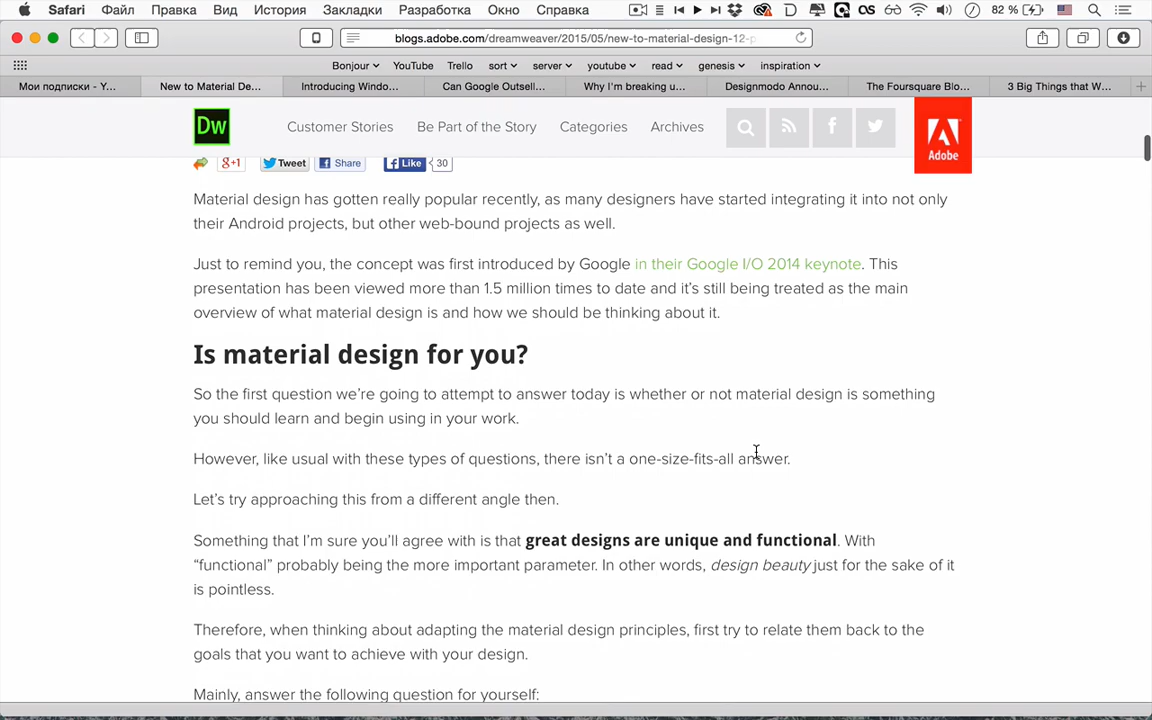 Safari Файл Правка Вид История Закладки Разработка Окно Справка 82 %
blogs.adobe.com/dreamweaver/2015/05/new-to-material-design-12-p
Bonjour YouTube Trello sort server youtube read genesis inspiration
Мои подписки - Y... New to Material De... Introducing Windo... Can Google Outsell... Why I'm breaking u... Designmodo Annou... The Foursquare Blo... 3 Big Things that W...
Dw Customer Stories Be Part of the Story Categories Archives Adobe
g+1 Tweet Share Like 30
Material design has gotten really popular recently, as many designers have started integrating it into not only
their Android projects, but other web-bound projects as well.
Just to remind you, the concept was first introduced by Google in their Google I/O 2014 keynote. This
presentation has been viewed more than 1.5 million times to date and it’s still being treated as the main
overview of what material design is and how we should be thinking about it.
Is material design for you?
So the first question we’re going to attempt to answer today is whether or not material design is something
you should learn and begin using in your work.
However, like usual with these types of questions, there isn’t a one-size-fits-all answer.
Let’s try approaching this from a different angle then.
Something that I’m sure you’ll agree with is that great designs are unique and functional. With
“functional” probably being the more important parameter. In other words, design beauty just for the sake of it
is pointless.
Therefore, when thinking about adapting the material design principles, first try to relate them back to the
goals that you want to achieve with your design.
Mainly, answer the following question for yourself: